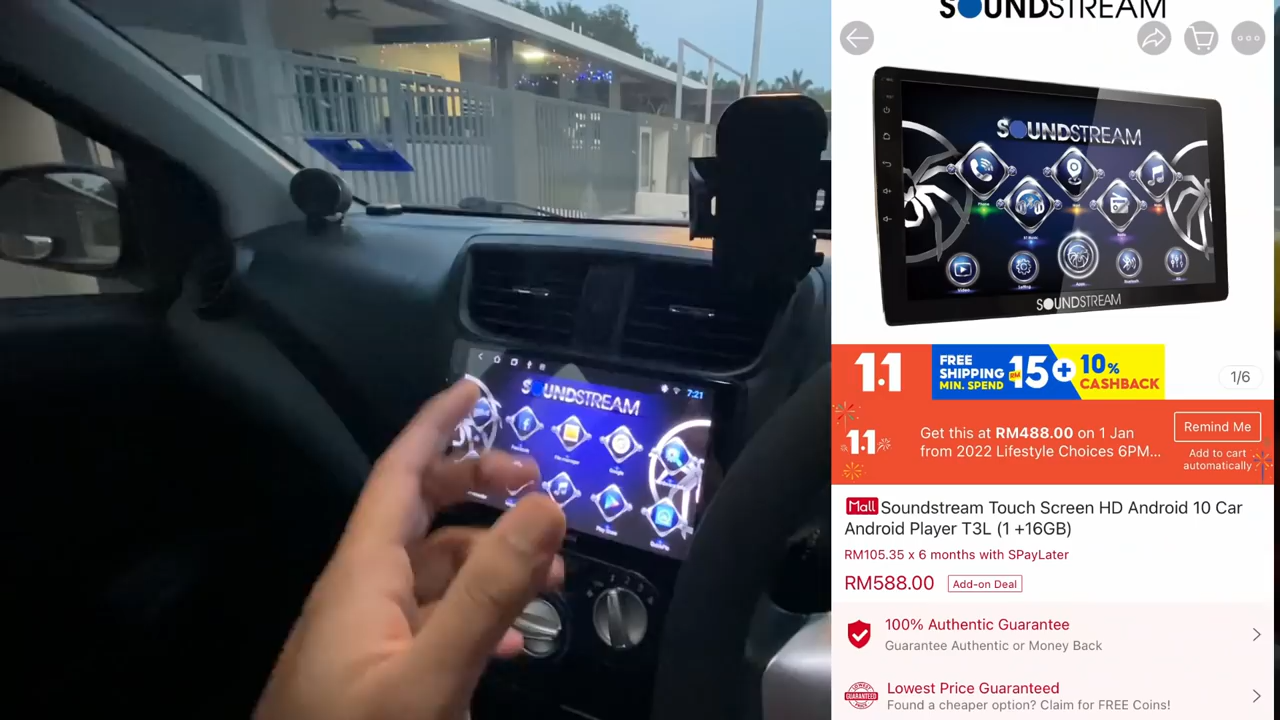 SOUNDSTREAM
7:21
SOUNDSTREAM
SOUNDSTREAM
SOUNDSTREAM
1.1
FREE
SHIPPING
MIN. SPEND
RM15
+
10%
CASHBACK
1/6
1.1
Get this at RM488.00 on 1 Jan
from 2022 Lifestyle Choices 6PM...
Remind Me
Add to cart
automatically
Mall Soundstream Touch Screen HD Android 10 Car
Android Player T3L (1 +16GB)
RM105.35 x 6 months with SPayLater
RM588.00
Add-on Deal
100% Authentic Guarantee
Guarantee Authentic or Money Back
Lowest Price Guaranteed
Found a cheaper option? Claim for FREE Coins!